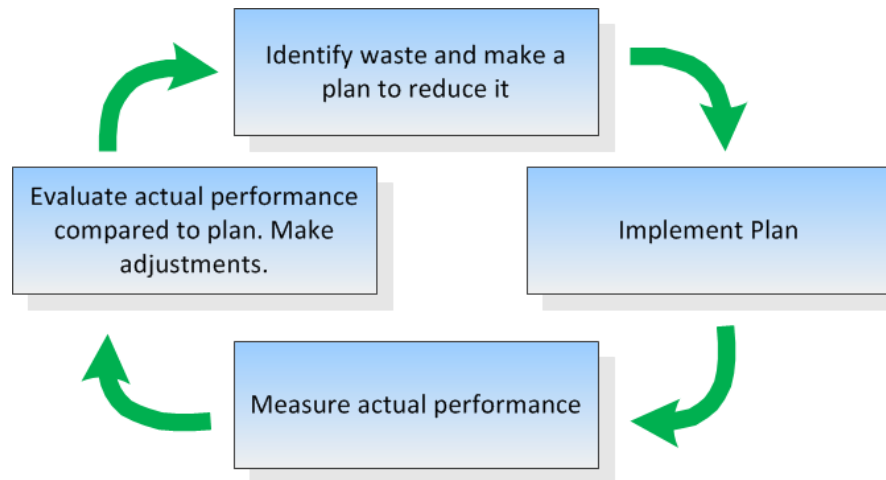 Identify waste and make a
plan to reduce it
Implement Plan
Measure actual performance
Evaluate actual performance
compared to plan. Make
adjustments.